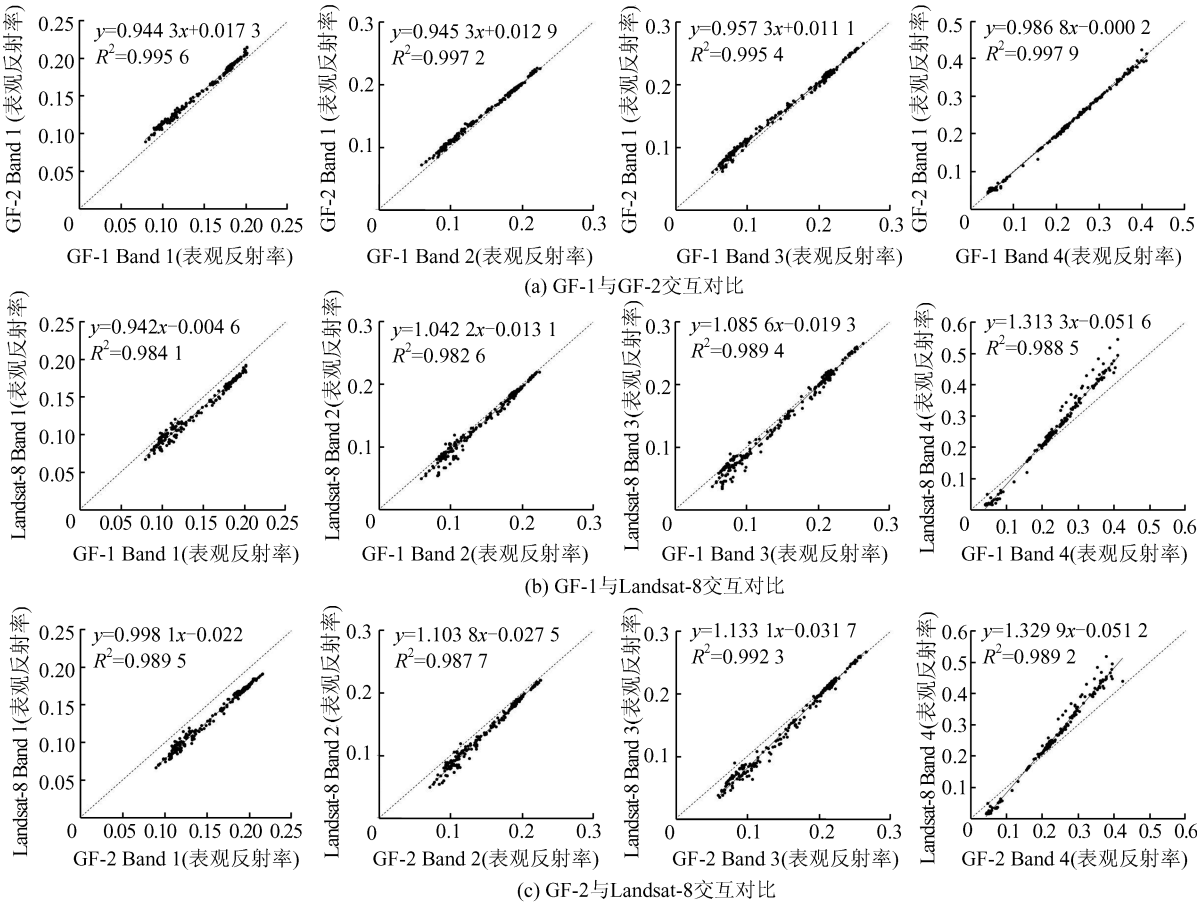 y=0.944 3x+0.017 3
R²=0.995 6
GF-2 Band 1 (表观反射率)
0.25
0.20
0.15
0.10
0.05
0 0.05 0.10 0.15 0.20 0.25
GF-1 Band 1(表观反射率)
y=0.945 3x+0.012 9
R²=0.997 2
GF-2 Band 1 (表观反射率)
0.3
0.2
0.1
0 0.1 0.2 0.3
GF-1 Band 2(表观反射率)
y=0.957 3x+0.011 1
R²=0.995 4
GF-2 Band 1 (表观反射率)
0.3
0.2
0.1
0 0.1 0.2 0.3
GF-1 Band 3(表观反射率)
y=0.986 8x−0.000 2
R²=0.997 9
GF-2 Band 1 (表观反射率)
0.5
0.4
0.3
0.2
0.1
0 0.1 0.2 0.3 0.4 0.5
GF-1 Band 4(表观反射率)
(a) GF-1与GF-2交互对比
y=0.942x−0.004 6
R²=0.984 1
Landsat-8 Band 1(表观反射率)
0.25
0.20
0.15
0.10
0.05
0 0.05 0.10 0.15 0.20 0.25
GF-1 Band 1(表观反射率)
y=1.042 2x−0.013 1
R²=0.982 6
Landsat-8 Band 2(表观反射率)
0.3
0.2
0.1
0 0.1 0.2 0.3
GF-1 Band 2(表观反射率)
y=1.085 6x−0.019 3
R²=0.989 4
Landsat-8 Band 3(表观反射率)
0.3
0.2
0.1
0 0.1 0.2 0.3
GF-1 Band 3(表观反射率)
y=1.313 3x−0.051 6
R²=0.988 5
Landsat-8 Band 4(表观反射率)
0.6
0.5
0.4
0.3
0.2
0.1
0 0.1 0.2 0.3 0.4 0.5 0.6
GF-1 Band 4(表观反射率)
(b) GF-1与Landsat-8交互对比
y=0.998 1x−0.022
R²=0.989 5
Landsat-8 Band 1(表观反射率)
0.25
0.20
0.15
0.10
0.05
0 0.05 0.10 0.15 0.20 0.25
GF-2 Band 1(表观反射率)
y=1.103 8x−0.027 5
R²=0.987 7
Landsat-8 Band 2(表观反射率)
0.3
0.2
0.1
0 0.1 0.2 0.3
GF-2 Band 2(表观反射率)
y=1.133 1x−0.031 7
R²=0.992 3
Landsat-8 Band 3(表观反射率)
0.3
0.2
0.1
0 0.1 0.2 0.3
GF-2 Band 3(表观反射率)
y=1.329 9x−0.051 2
R²=0.989 2
Landsat-8 Band 4(表观反射率)
0.6
0.5
0.4
0.3
0.2
0.1
0 0.1 0.2 0.3 0.4 0.5 0.6
GF-2 Band 4(表观反射率)
(c) GF-2与Landsat-8交互对比